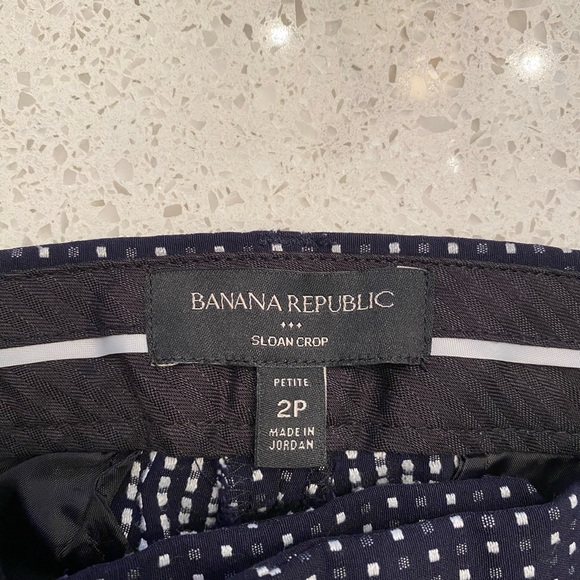 BANANA REPUBLIC
SLOAN CROP
PETITE
2P
MADE IN
JORDAN